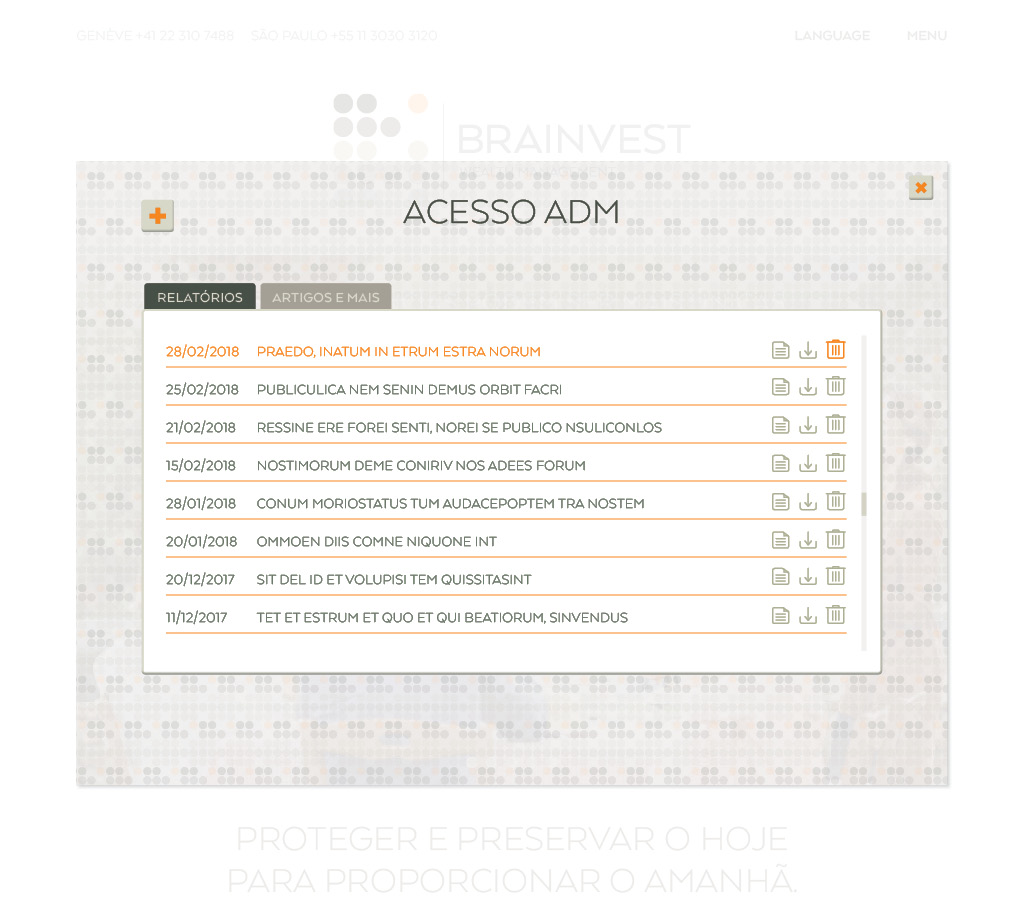 GENÈVE +41 22 310 7488 SÃO PAULO +55 11 3030 3120 LANGUAGE MENU
BRAINVEST
ACESSO ADM
RELATÓRIOS ARTIGOS E MAIS
28/02/2018 PRAEDO, INATUM IN ETRUM ESTRA NORUM
25/02/2018 PUBLICULICA NEM SENIN DEMUS ORBIT FACRI
21/02/2018 RESSINE ERE FOREI SENTI, NOREI SE PUBLICO NSULICONLOS
15/02/2018 NOSTIMORUM DEME CONIRIV NOS ADEES FORUM
28/01/2018 CONUM MORIOSTATUS TUM AUDACEPOPTEM TRA NOSTEM
20/01/2018 OMMOEN DIIS COMNE NIQUONE INT
20/12/2017 SIT DEL ID ET VOLUPISI TEM QUISSITASINT
11/12/2017 TET ET ESTRUM ET QUO ET QUI BEATIORUM, SINVENDUS
PROTEGER E PRESERVAR O HOJE
PARA PROPORCIONAR O AMANHÃ.